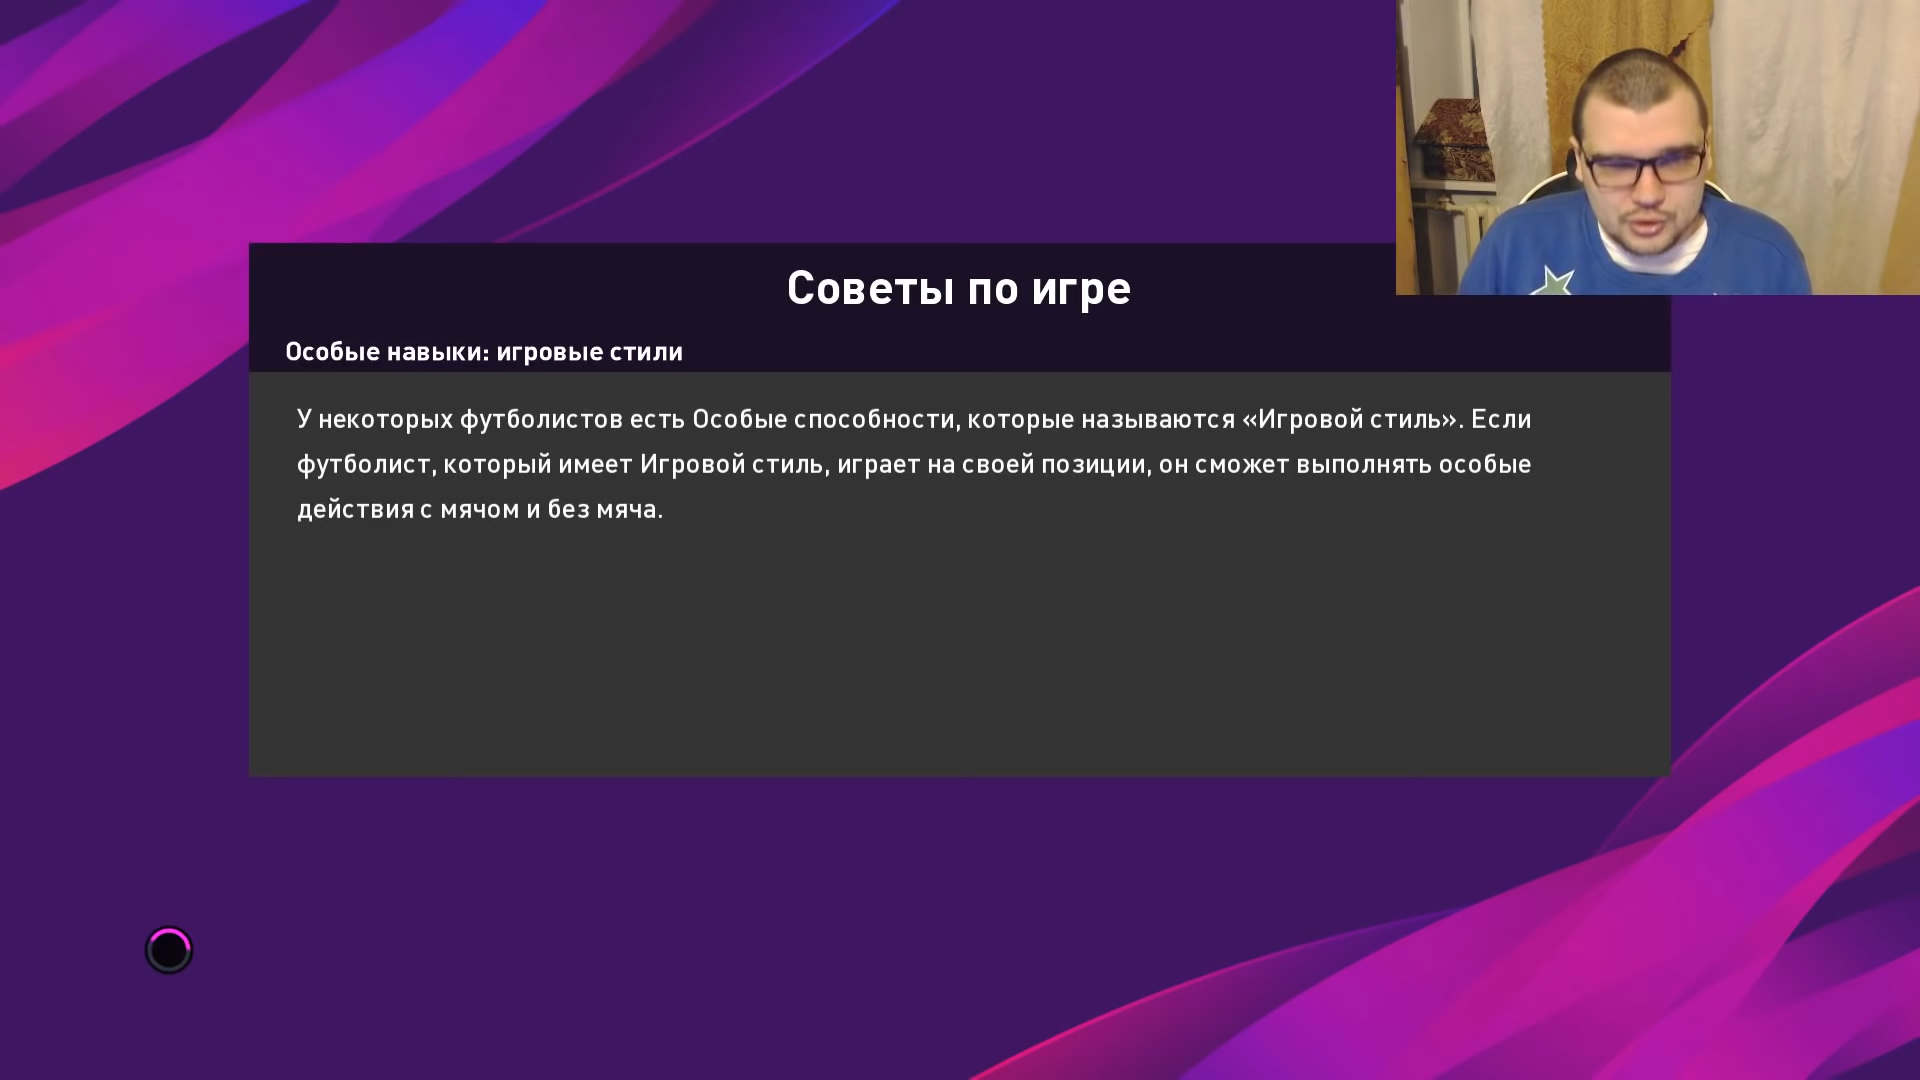 Советы по игре
Особые навыки: игровые стили
У некоторых футболистов есть Особые способности, которые называются «Игровой стиль». Если
футболист, который имеет Игровой стиль, играет на своей позиции, он сможет выполнять особые
действия с мячом и без мяча.